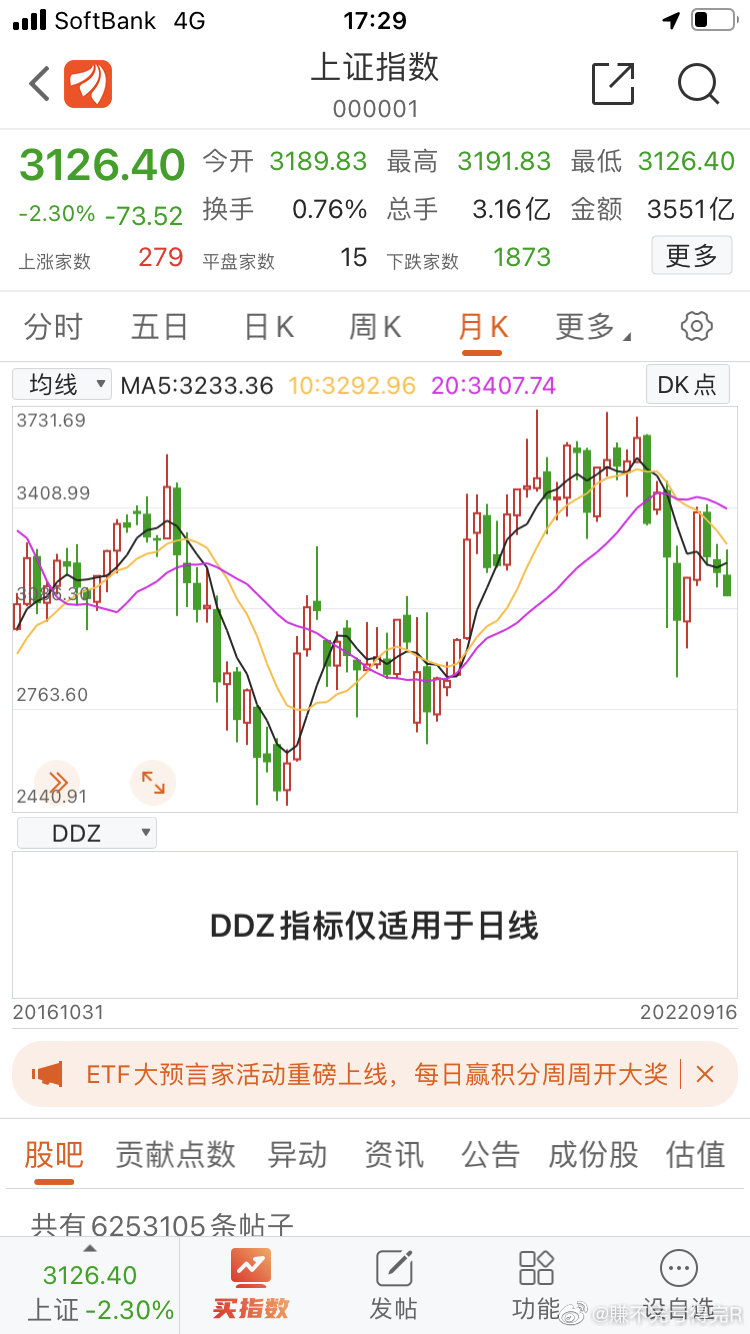 SoftBank 4G 17:29
上证指数
000001
3126.40 今开 3189.83 最高 3191.83 最低 3126.40
-2.30% -73.52 换手 0.76% 总手 3.16亿 金额 3551亿
上涨家数 279 平盘家数 15 下跌家数 1873 更多
分时 五日 日K 周K 月K 更多
均线 MA5:3233.36 10:3292.96 20:3407.74 DK点
3731.69
3408.99
2763.60
2440.91
DDZ
DDZ指标仅适用于日线
20161031 20220916
ETF大预言家活动重磅上线，每日赢积分周周开大奖
股吧 贡献点数 异动 资讯 公告 成份股 估值
共有6253105条帖子
3126.40
上证 -2.30% 买指数 发帖 功能 设自选